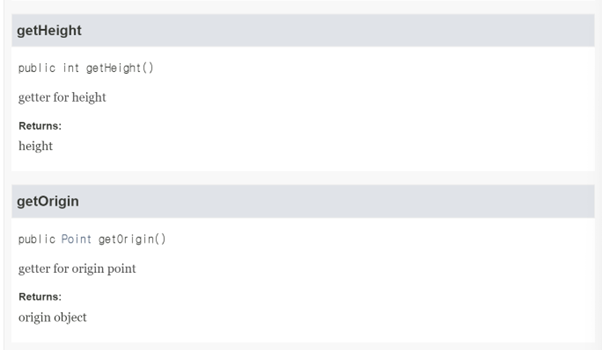 getHeight
public int getHeight()
getter for height
Returns:
height
getOrigin
public Point getOrigin()
getter for origin point
Returns:
origin object